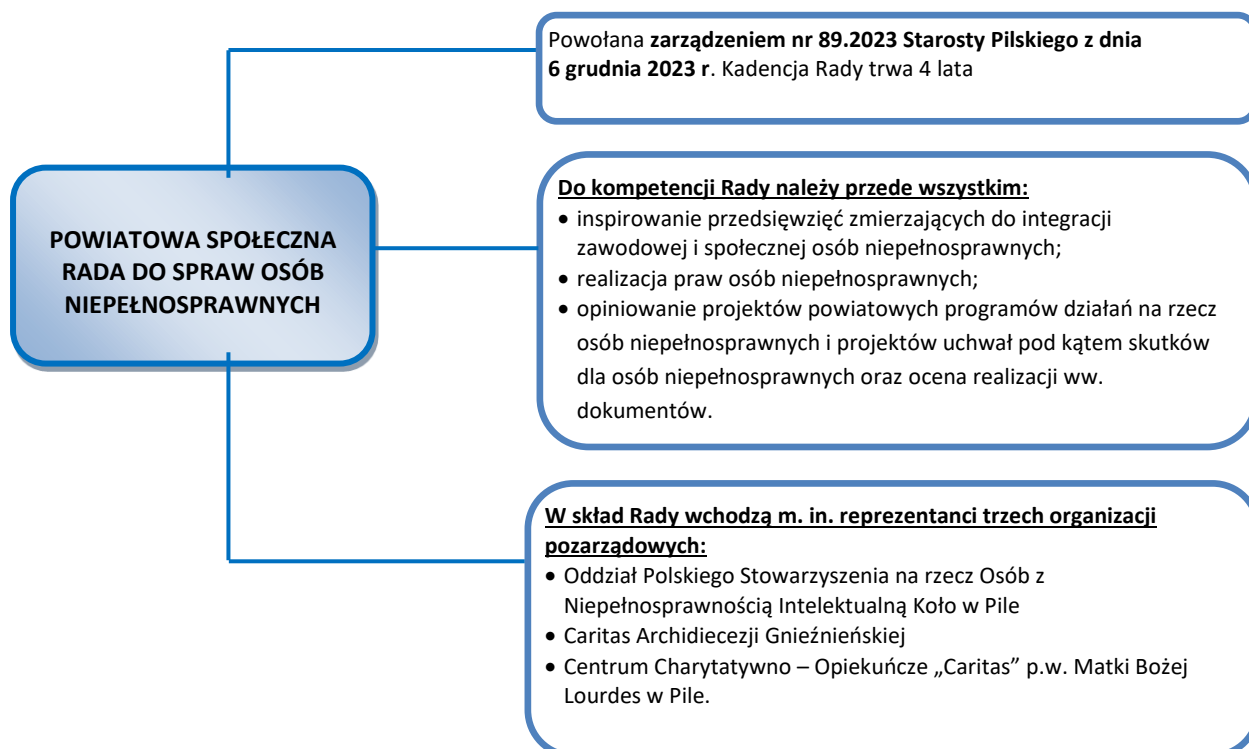 Powołana zarządzeniem nr 89.2023 Starosty Pilskiego z dnia
6 grudnia 2023 r. Kadencja Rady trwa 4 lata
POWIATOWA SPOŁECZNA
RADA DO SPRAW OSÓB
NIEPEŁNOSPRAWNYCH
Do kompetencji Rady należy przede wszystkim:
• inspirowanie przedsięwzięć zmierzających do integracji
zawodowej i społecznej osób niepełnosprawnych;
• realizacja praw osób niepełnosprawnych;
• opiniowanie projektów powiatowych programów działań na rzecz
osób niepełnosprawnych i projektów uchwał pod kątem skutków
dla osób niepełnosprawnych oraz ocena realizacji ww.
dokumentów.
W skład Rady wchodzą m. in. reprezentanci trzech organizacji
pozarządowych:
• Oddział Polskiego Stowarzyszenia na rzecz Osób z
Niepełnosprawnością Intelektualną Koło w Pile
• Caritas Archidiecezji Gnieźnieńskiej
• Centrum Charytatywno – Opiekuńcze „Caritas” p.w. Matki Bożej
Lourdes w Pile.